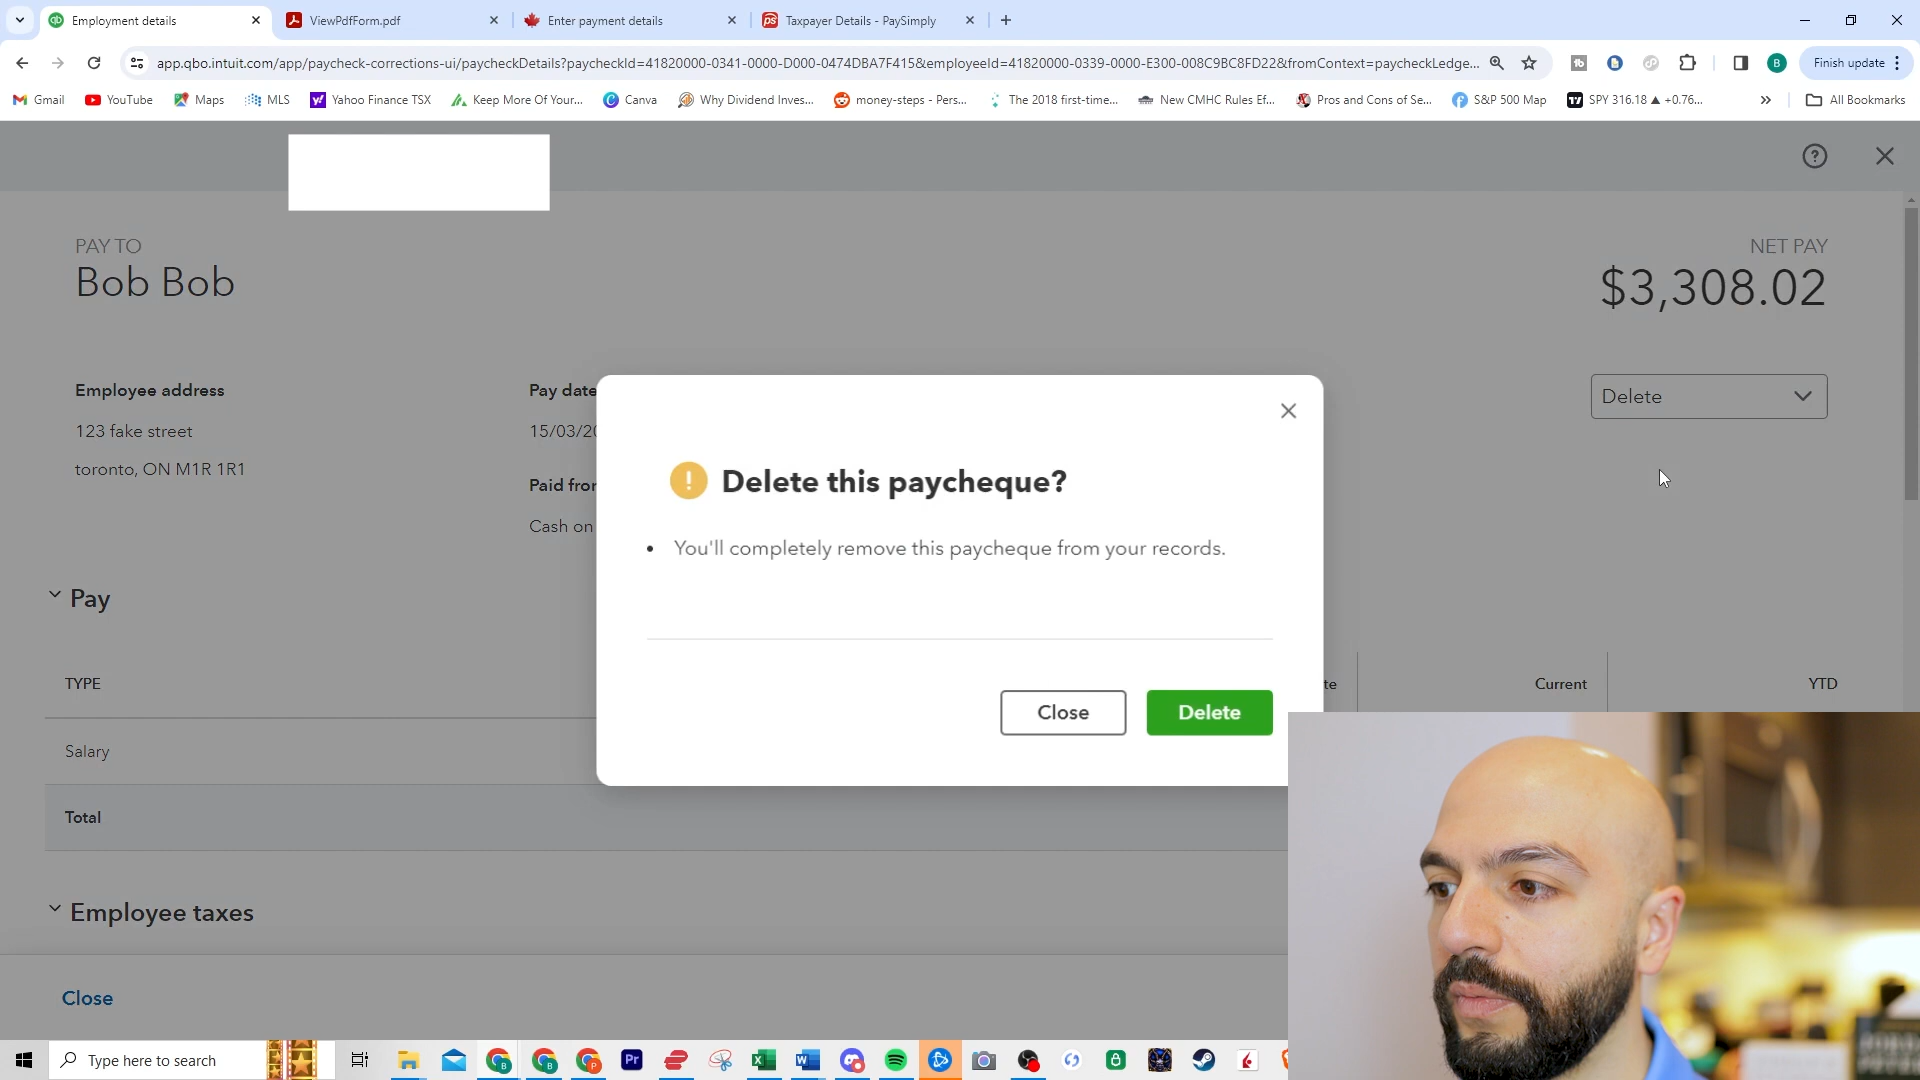 Employment details
ViewPdfForm.pdf
Enter payment details
Taxpayer Details - PaySimply
app.qbo.intuit.com/app/paycheck-corrections-ui/paycheckDetails?paycheckId=41820000-0341-0000-D000-0474DBA7F415&employeeId=41820000-0339-0000-E300-008C9BC8FD22&fromContext=paycheckLedge...
B
Finish update
Gmail
YouTube
Maps
MLS
Yahoo Finance TSX
Keep More Of Your...
Canva
Why Dividend Inves...
money-steps - Pers...
The 2018 first-time...
New CMHC Rules Ef...
Pros and Cons of Se...
S&P 500 Map
SPY 316.18 ▲ +0.76...
All Bookmarks
PAY TO
Bob Bob
NET PAY
$3,308.02
Employee address
123 fake street
toronto, ON M1R 1R1
Pay date
15/03/20
Paid from
Cash on
Delete
Delete this paycheque?
• You'll completely remove this paycheque from your records.
Close
Delete
Pay
TYPE
te
Current
YTD
Salary
Total
Employee taxes
Close
Type here to search